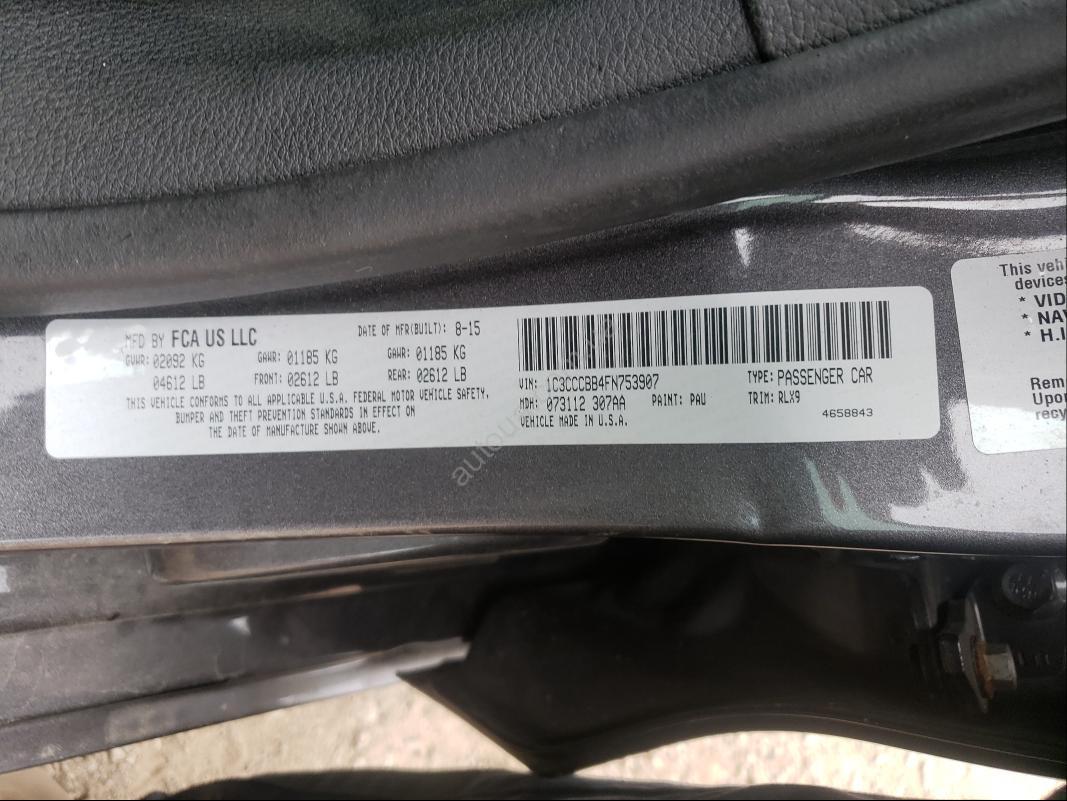 MFD BY FCA US LLC
DATE OF MFR(BUILT): 8-15
GVWR: 02092 KG GAWR: 01185 KG GAWR: 01185 KG
04612 LB FRONT: 02612 LB REAR: 02612 LB
THIS VEHICLE CONFORMS TO ALL APPLICABLE U.S.A. FEDERAL MOTOR VEHICLE SAFETY,
BUMPER AND THEFT PREVENTION STANDARDS IN EFFECT ON
THE DATE OF MANUFACTURE SHOWN ABOVE.
VIN: 1C3CCCBB4FN753907 TYPE: PASSENGER CAR
MDH: 073112 307AA PAINT: PAU TRIM: RLX9
VEHICLE MADE IN U.S.A. 4658843
This vehi
devices
* VID
* NAV
* H.I
Rem
Upon
recy